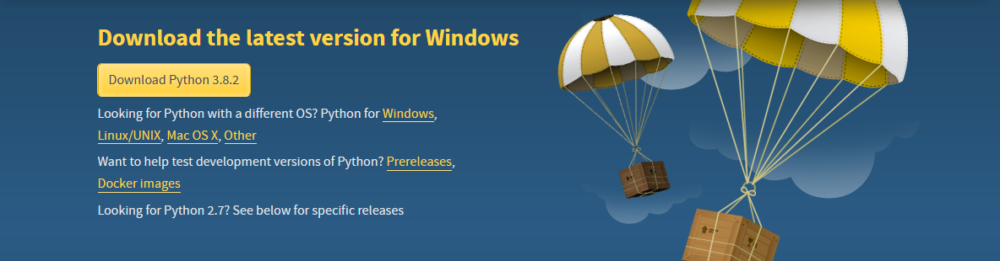 Download the latest version for Windows
Download Python 3.8.2
Looking for Python with a different OS? Python for Windows,
Linux/UNIX, Mac OS X, Other
Want to help test development versions of Python? Prereleases,
Docker images
Looking for Python 2.7? See below for specific releases